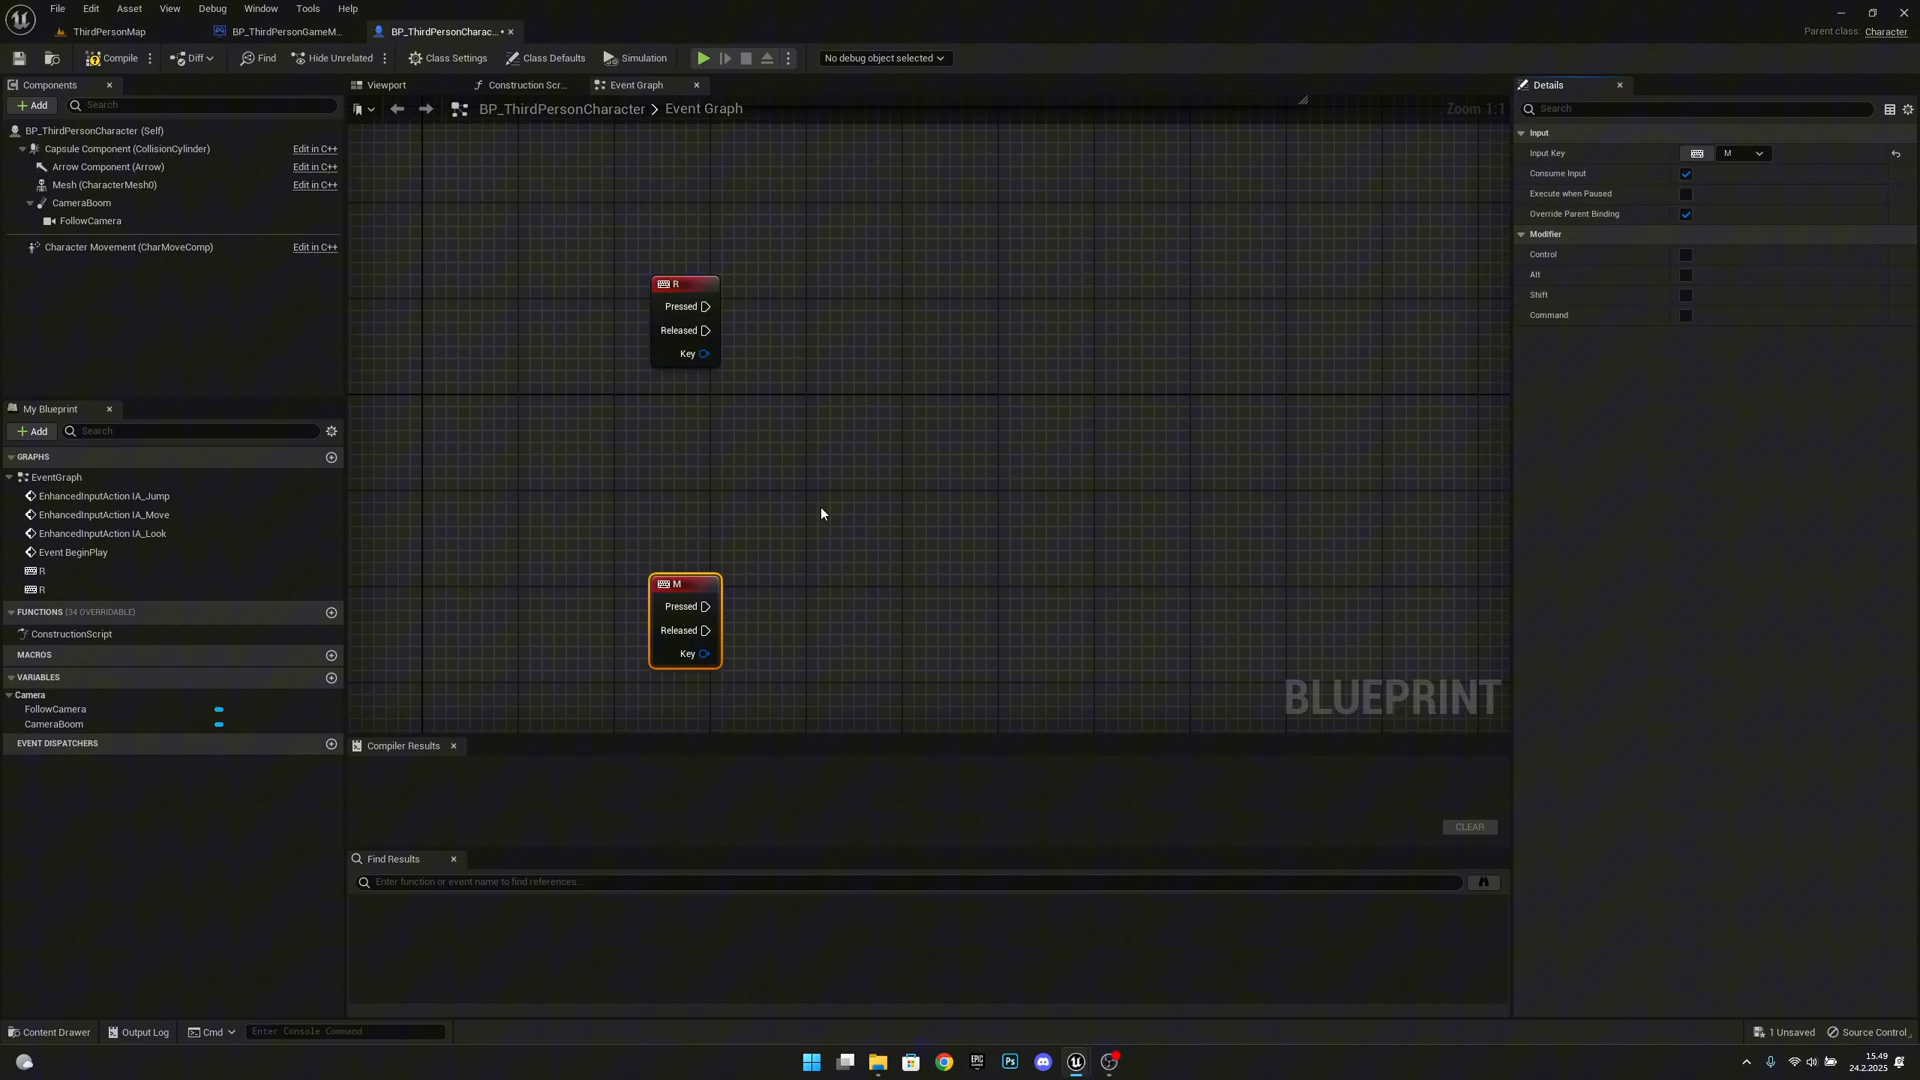 File Edit Asset View Debug Window Tools Help
ThirdPersonMap BP_ThirdPersonGameM... BP_ThirdPersonCharac... •
Parent class: Character
Compile Diff Find Hide Unrelated Class Settings Class Defaults Simulation No debug object selected
Components
Add Search
BP_ThirdPersonCharacter (Self)
Capsule Component (CollisionCylinder) Edit in C++
Arrow Component (Arrow) Edit in C++
Mesh (CharacterMesh0) Edit in C++
CameraBoom
FollowCamera
Character Movement (CharMoveComp) Edit in C++
My Blueprint
Add Search
GRAPHS
EventGraph
EnhancedInputAction IA_Jump
EnhancedInputAction IA_Move
EnhancedInputAction IA_Look
Event BeginPlay
R
R
FUNCTIONS (34 OVERRIDABLE)
ConstructionScript
MACROS
VARIABLES
Camera
FollowCamera
CameraBoom
EVENT DISPATCHERS
Viewport Construction Scr... Event Graph
BP_ThirdPersonCharacter > Event Graph
Zoom 1:1
R
Pressed
Released
Key
M
Pressed
Released
Key
BLUEPRINT
Compiler Results
CLEAR
Find Results
Enter function or event name to find references...
Details
Search
Input
Input Key M
Consume Input
Execute when Paused
Override Parent Binding
Modifier
Control
Alt
Shift
Command
Content Drawer Output Log Cmd Enter Console Command
1 Unsaved Source Control
EPIC
Ps
15.49
24.2.2025